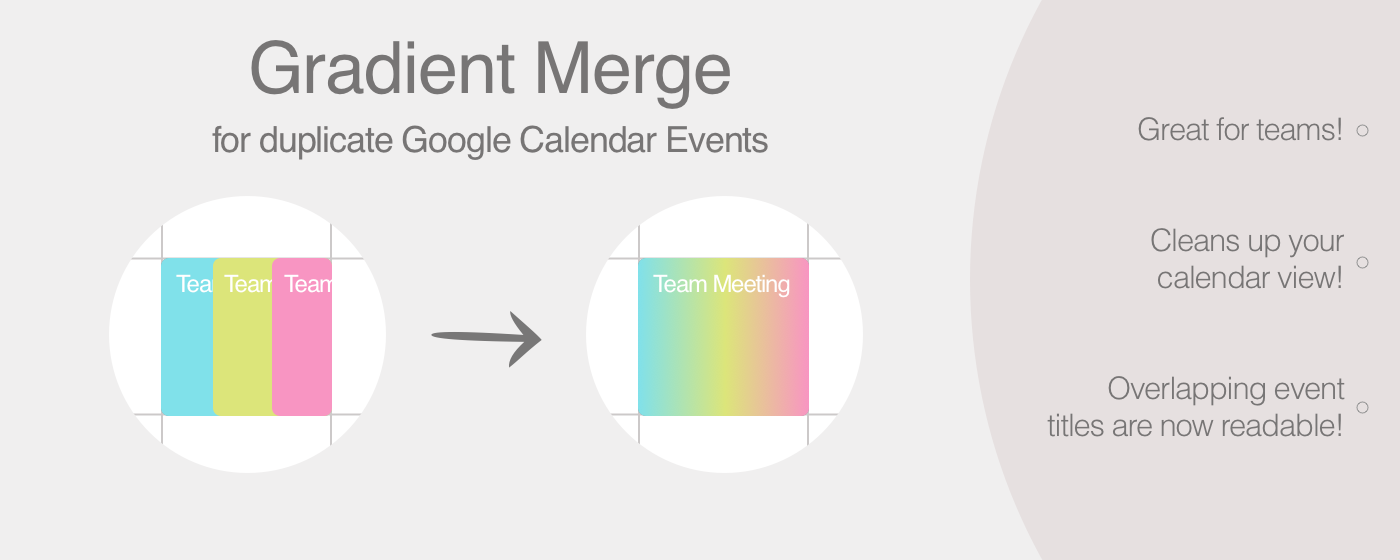 Gradient Merge
for duplicate Google Calendar Events
Tear Team Team
Team Meeting
Great for teams!
Cleans up your
calendar view!
Overlapping event
titles are now readable!